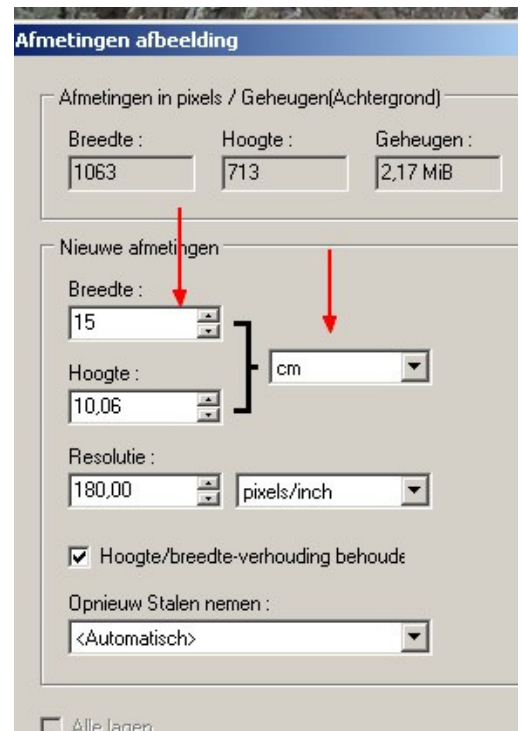 Afmetingen afbeelding
Afmetingen in pixels / Geheugen(Achtergrond)
Breedte : Hoogte : Geheugen :
1063 713 2,17 MiB
Nieuwe afmetingen
Breedte :
15
cm
Hoogte :
10,06
Resolutie :
180,00 pixels/inch
Hoogte/breedte-verhouding behoude
Opnieuw Stalen nemen :
<Automatisch>
Alle lagen